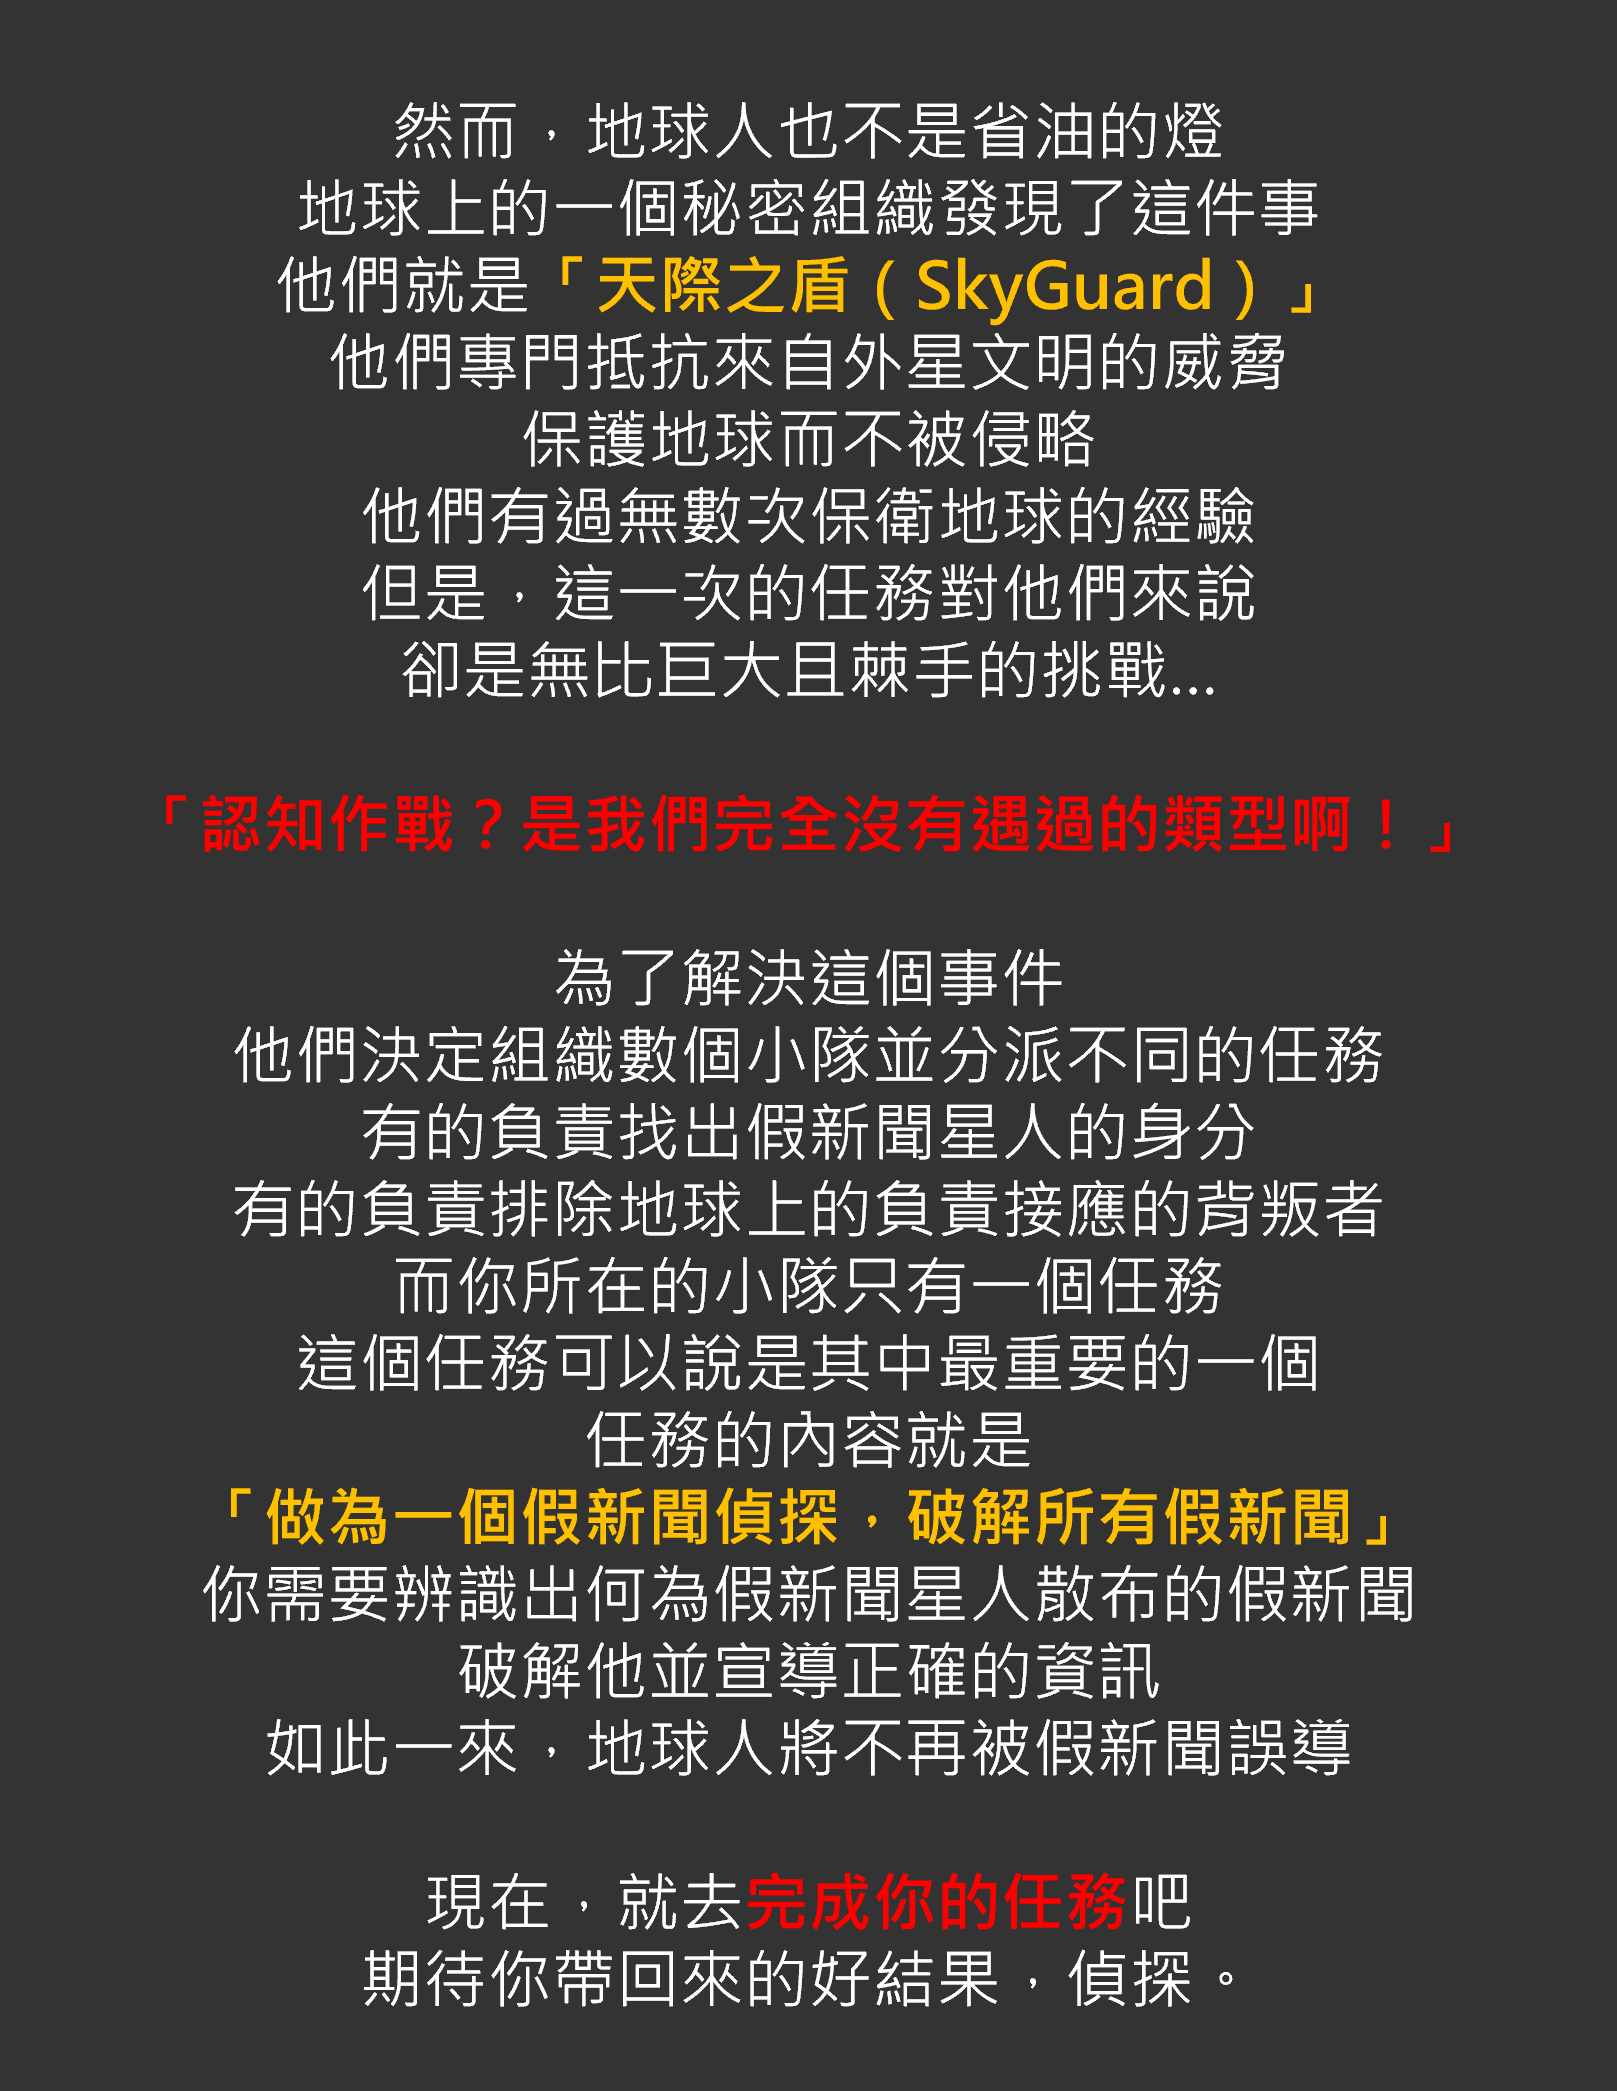 然而，地球人也不是省油的燈
地球上的一個秘密組織發現了這件事
他們就是「天際之盾（SkyGuard）」
他們專門抵抗來自外星文明的威脅
保護地球而不被侵略
他們有過無數次保衛地球的經驗
但是，這一次的任務對他們來說
卻是無比巨大且棘手的挑戰...
「認知作戰？是我們完全沒有遇過的類型啊！」
為了解決這個事件
他們決定組織數個小隊並分派不同的任務
有的負責找出假新聞星人的身分
有的負責排除地球上的負責接應的背叛者
而你所在的小隊只有一個任務
這個任務可以說是其中最重要的一個
任務的內容就是
「做為一個假新聞偵探，破解所有假新聞」
你需要辨識出何為假新聞星人散布的假新聞
破解他並宣導正確的資訊
如此一來，地球人將不再被假新聞誤導
現在，就去完成你的任務吧
期待你帶回來的好結果，偵探。